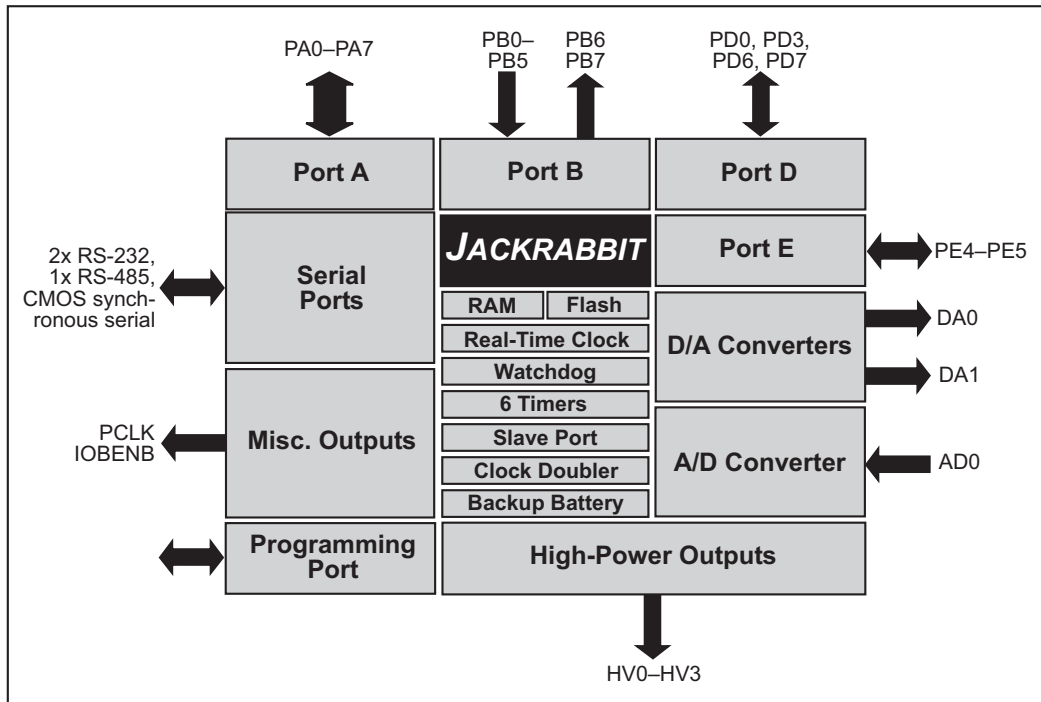 PA0–PA7
PB0–
PB5
PB6
PB7
PD0, PD3,
PD6, PD7
Port A
Port B
Port D
2x RS-232,
1x RS-485,
CMOS synch-
ronous serial
Serial
Ports
JACKRABBIT
Port E
PE4–PE5
RAM
Flash
Real-Time Clock
Watchdog
6 Timers
Slave Port
Clock Doubler
Backup Battery
D/A Converters
DA0
DA1
PCLK
IOBENB
Misc. Outputs
A/D Converter
AD0
Programming
Port
High-Power Outputs
HV0–HV3